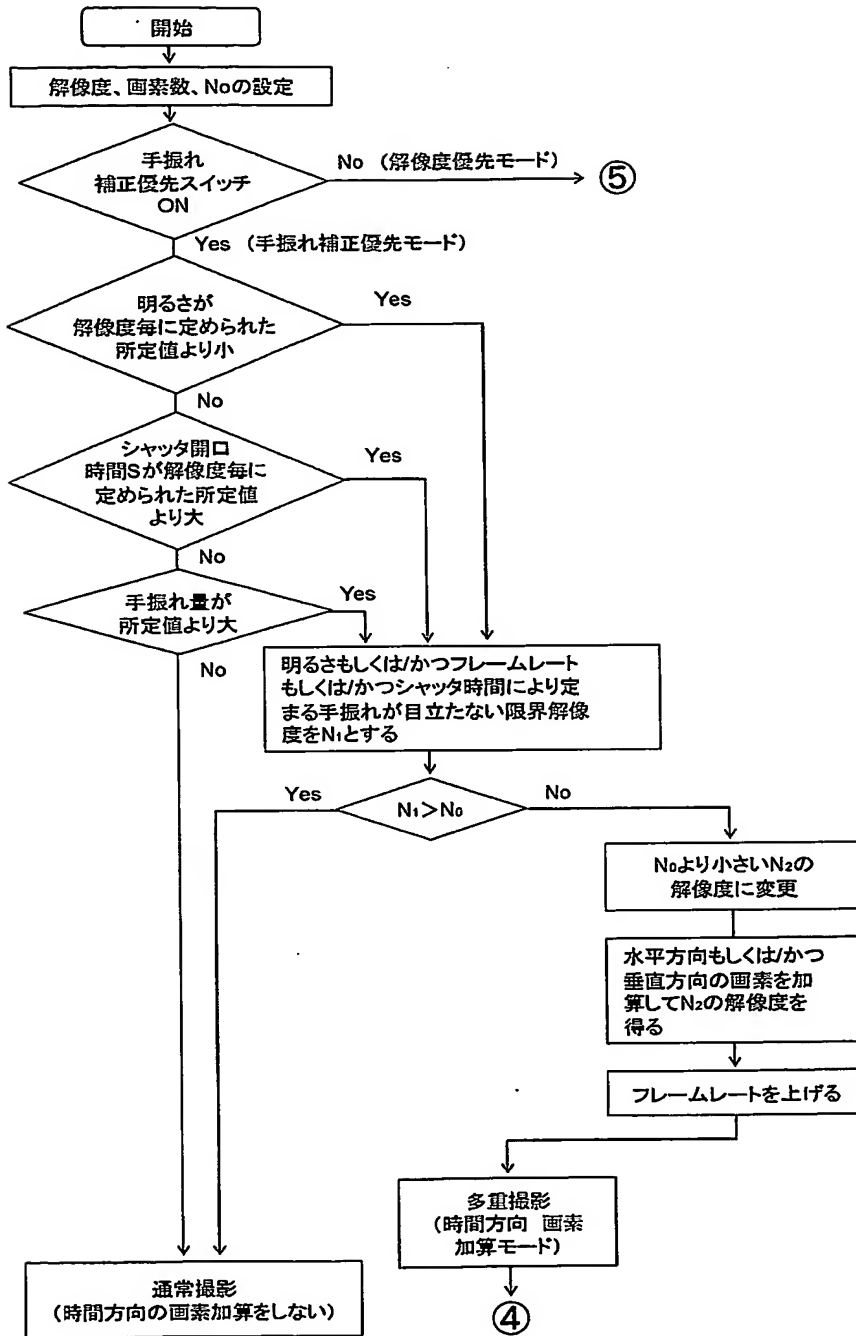 開始
解像度、画素数、Noの設定
手振れ
補正優先スイッチ
ON
No (解像度優先モード)
⑤
Yes (手振れ補正優先モード)
明るさが
解像度毎に定められた
所定値より小
Yes
No
シャッタ開口
時間Sが解像度毎に
定められた所定値
より大
Yes
No
手振れ量が
所定値より大
Yes
No
明るさもしくは/かつフレームレート
もしくは/かつシャッタ時間により定
まる手振れが目立たない限界解像
度をN₁とする
Yes
N₁>N₀
No
N₀より小さいN₂の
解像度に変更
水平方向もしくは/かつ
垂直方向の画素を加
算してN₂の解像度を
得る
フレームレートを上げる
多重撮影
(時間方向 画素
加算モード)
通常撮影
(時間方向の画素加算をしない)
④